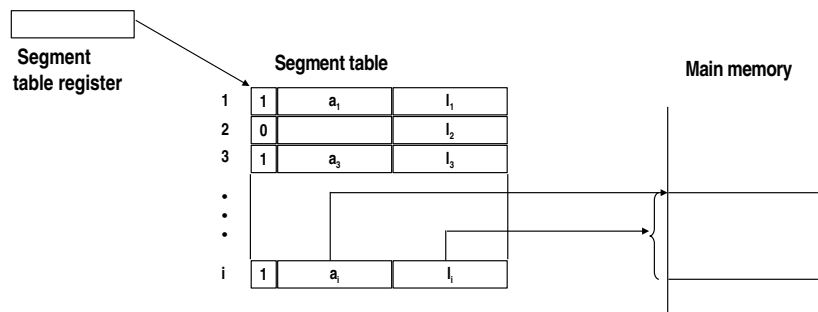 Segment
table register
Segment table
Main memory
1 1 a₁ l₁
2 0 l₂
3 1 a₃ l₃
i 1 aᵢ lᵢ